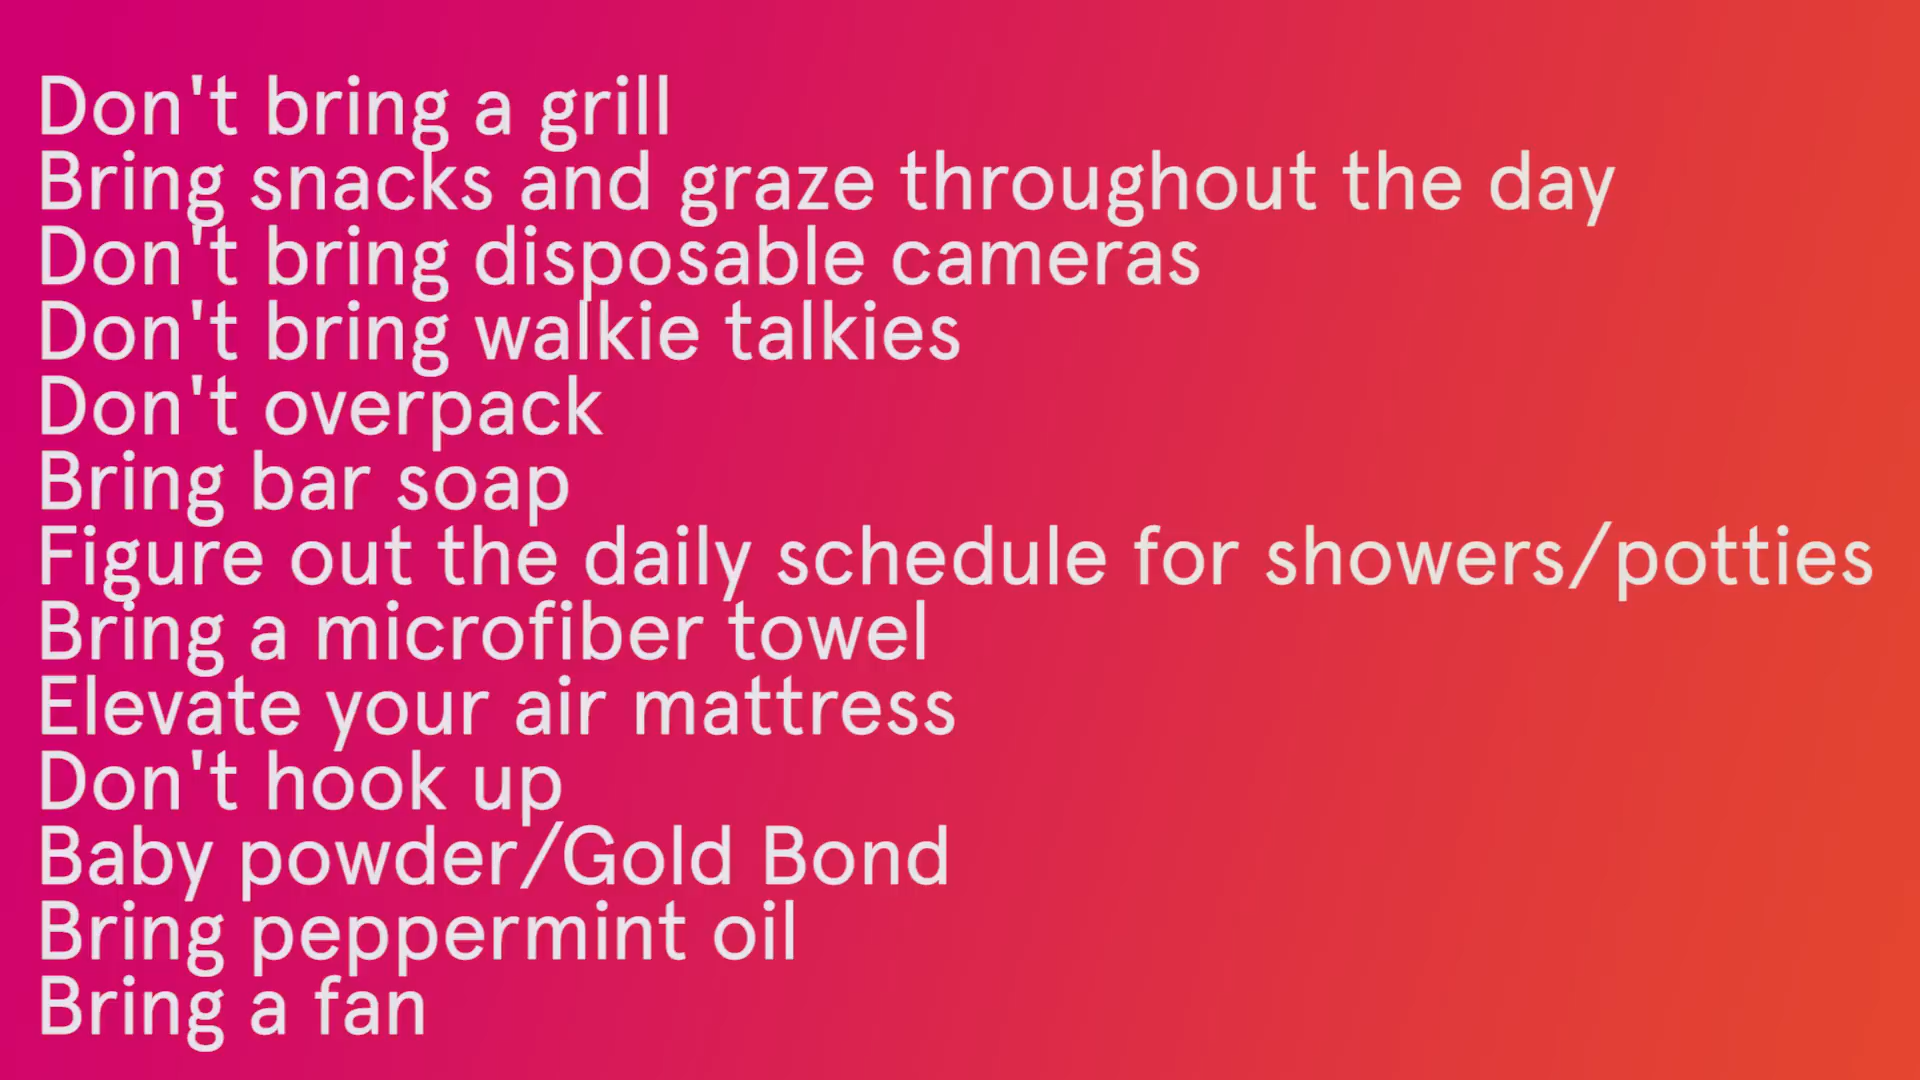 Don't bring a grill
Bring snacks and graze throughout the day
Don't bring disposable cameras
Don't bring walkie talkies
Don't overpack
Bring bar soap
Figure out the daily schedule for showers/potties
Bring a microfiber towel
Elevate your air mattress
Don't hook up
Baby powder/Gold Bond
Bring peppermint oil
Bring a fan